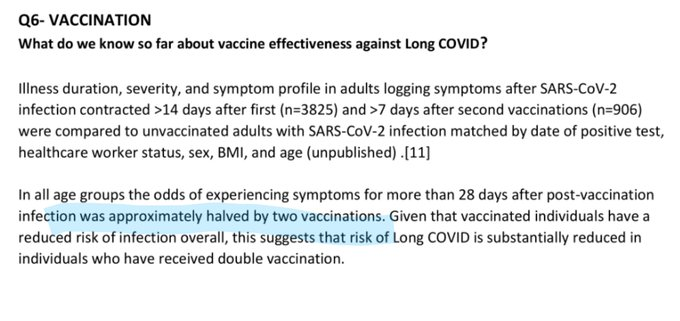 Q6- VACCINATION
What do we know so far about vaccine effectiveness against Long COVID?
Illness duration, severity, and symptom profile in adults logging symptoms after SARS-CoV-2
infection contracted >14 days after first (n=3825) and >7 days after second vaccinations (n=906)
were compared to unvaccinated adults with SARS-CoV-2 infection matched by date of positive test,
healthcare worker status, sex, BMI, and age (unpublished) .[11]
In all age groups the odds of experiencing symptoms for more than 28 days after post-vaccination
infection was approximately halved by two vaccinations. Given that vaccinated individuals have a
reduced risk of infection overall, this suggests that risk of Long COVID is substantially reduced in
individuals who have received double vaccination.